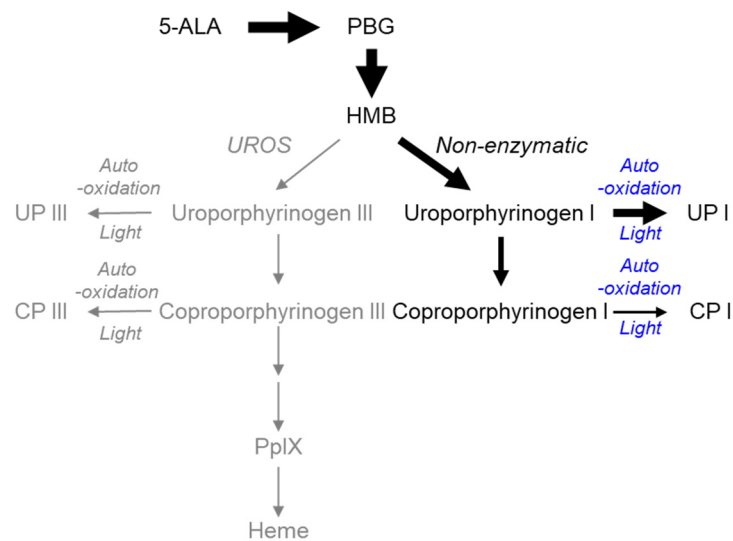 5-ALA PBG
HMB
UROS Non-enzymatic
Auto
-oxidation
Auto
-oxidation
UP III Uroporphyrinogen III Uroporphyrinogen I UP I
Light Light
Auto
-oxidation
Auto
-oxidation
CP III Coproporphyrinogen III Coproporphyrinogen I CP I
Light Light
PpIX
Heme